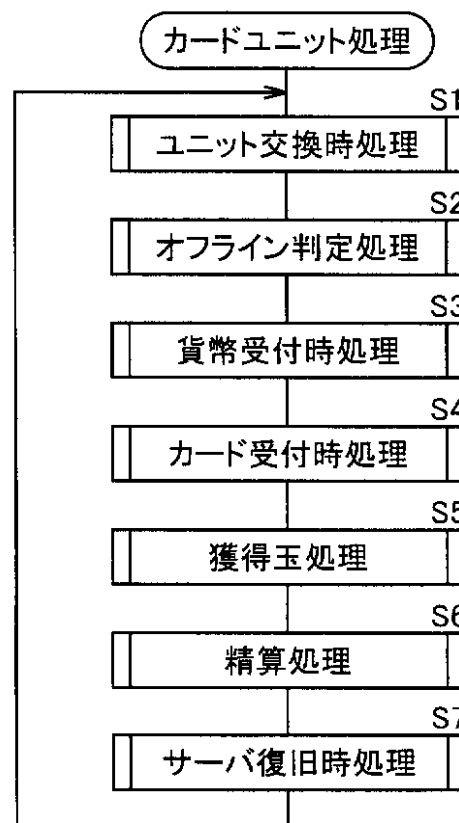 カードユニット処理
S1
ユニット交換時処理
S2
オフライン判定処理
S3
貨幣受付時処理
S4
カード受付時処理
S5
獲得玉処理
S6
精算処理
S7
サーバ復旧時処理